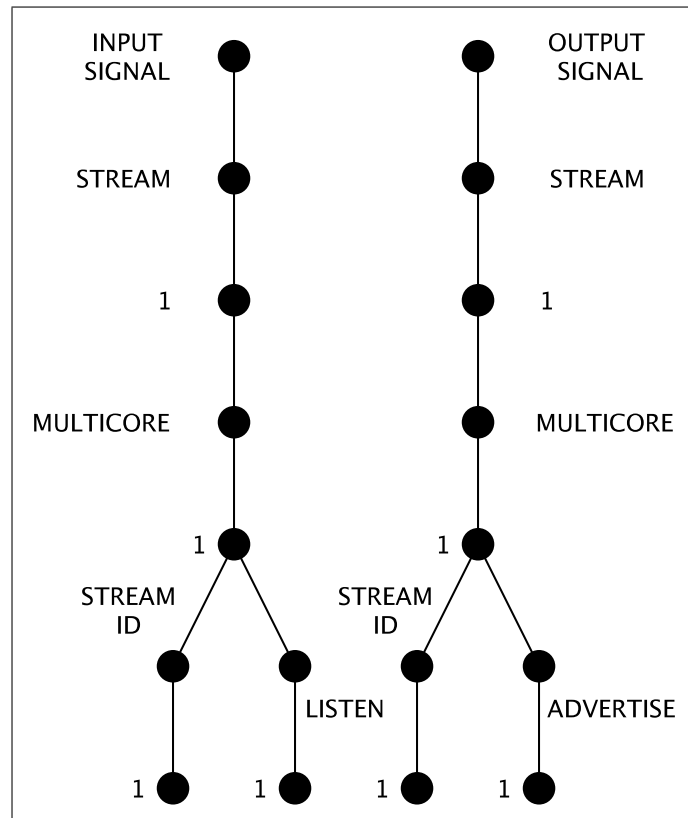 INPUT
SIGNAL
OUTPUT
SIGNAL
STREAM
STREAM
1
1
MULTICORE
MULTICORE
1
1
STREAM
ID
STREAM
ID
LISTEN
ADVERTISE
1
1
1
1